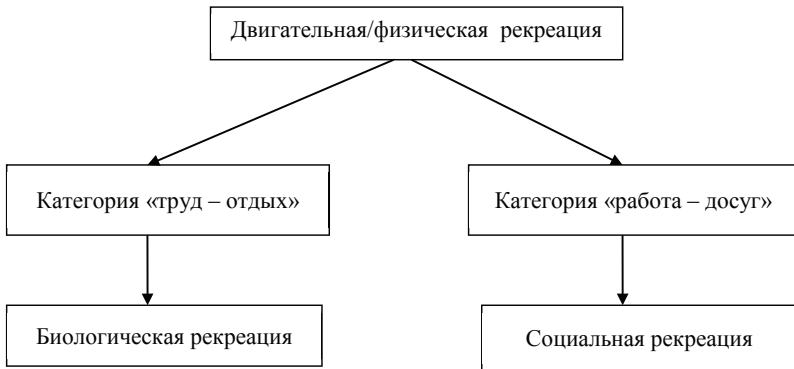 Двигательная/физическая рекреация
Категория «труд – отдых»
Категория «работа – досуг»
Биологическая рекреация
Социальная рекреация